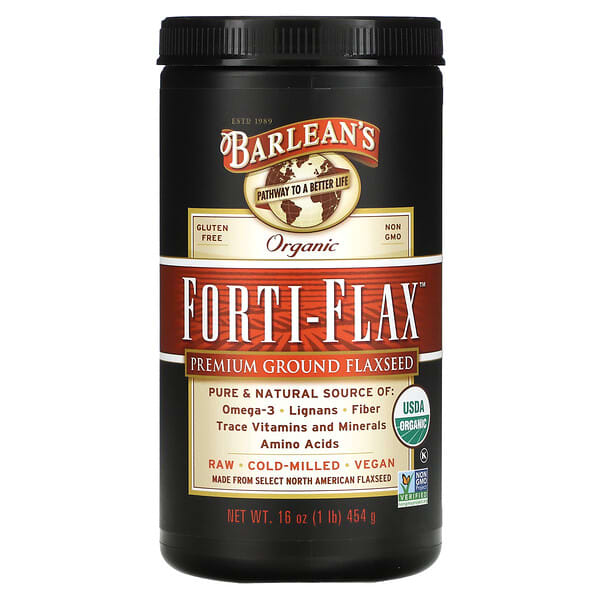 ESTD 1989
BARLEAN'S
PATHWAY TO A BETTER LIFE
GLUTEN
FREE
NON
GMO
Organic
FORTI-FLAX™
PREMIUM GROUND FLAXSEED
PURE & NATURAL SOURCE OF:
Omega-3 · Lignans · Fiber
Trace Vitamins and Minerals
Amino Acids
USDA
ORGANIC
K
RAW · COLD-MILLED · VEGAN
MADE FROM SELECT NORTH AMERICAN FLAXSEED
NON
GMO
Project
VERIFIED
NET WT. 16 oz (1 lb) 454 g